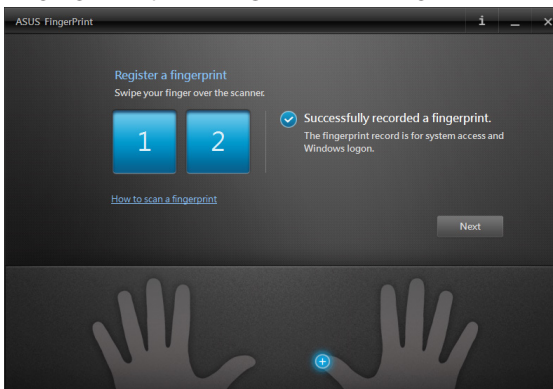 ASUS FingerPrint
Register a fingerprint
Swipe your finger over the scanner.
1 2
Successfully recorded a fingerprint.
The fingerprint record is for system access and
Windows logon.
How to scan a fingerprint
Next